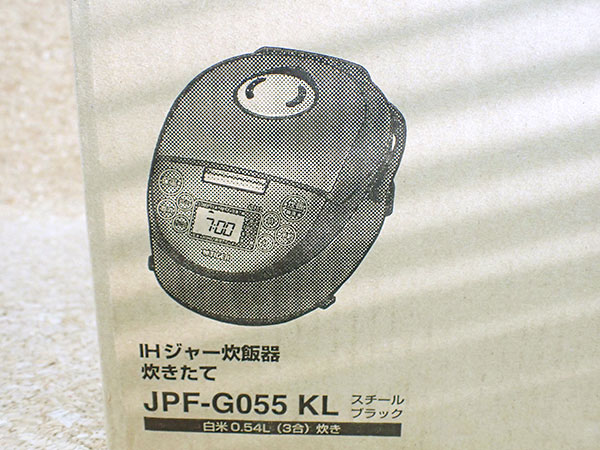 7:00
IHジャー炊飯器
炊きたて
JPF-G055 KL スチールブラック
白米0.54L（3合）炊き